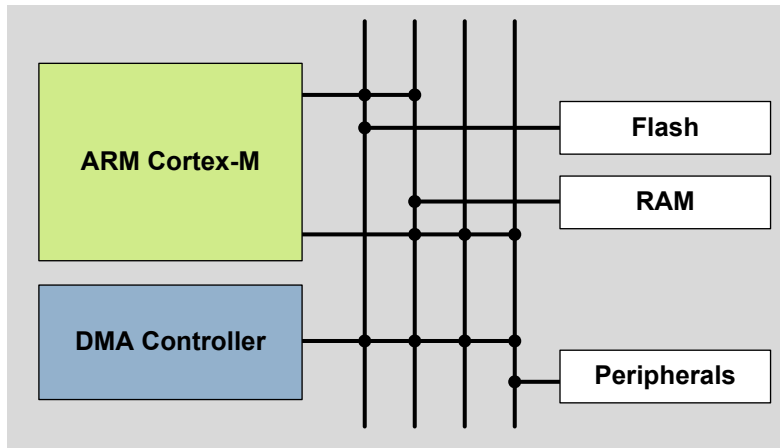 ARM Cortex-M
Flash
RAM
DMA Controller
Peripherals